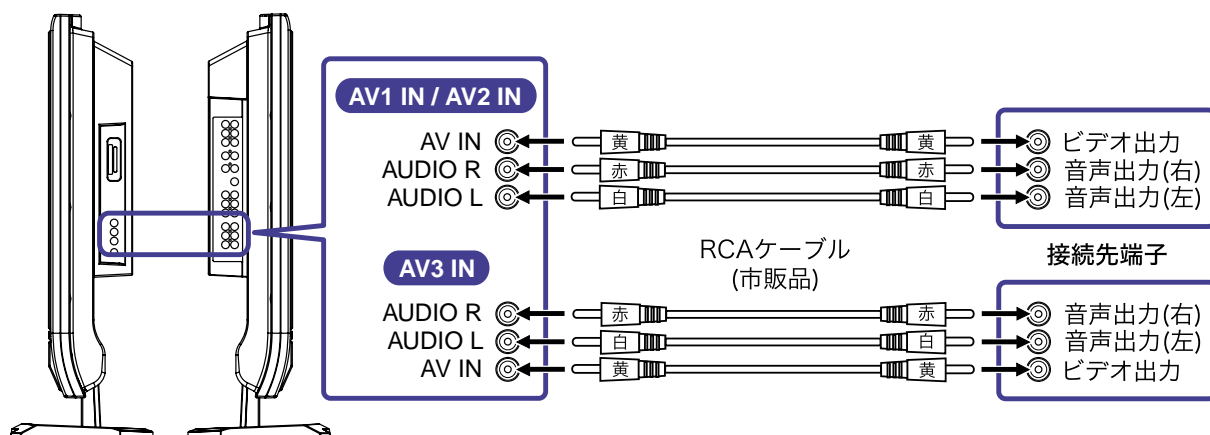 AV1 IN / AV2 IN
AV IN 黄 黄 ビデオ出力
AUDIO R 赤 赤 音声出力(右)
AUDIO L 白 白 音声出力(左)
RCAケーブル
(市販品)
接続先端子
AV3 IN
AUDIO R 赤 赤 音声出力(右)
AUDIO L 白 白 音声出力(左)
AV IN 黄 黄 ビデオ出力